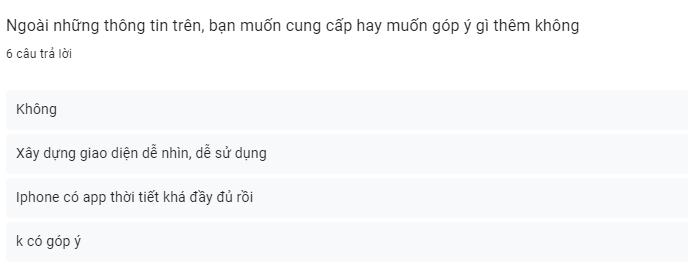 Ngoài những thông tin trên, bạn muốn cung cấp hay muốn góp ý gì thêm không
6 câu trả lời
Không
Xây dựng giao diện dễ nhìn, dễ sử dụng
Iphone có app thời tiết khá đầy đủ rồi
k có góp ý